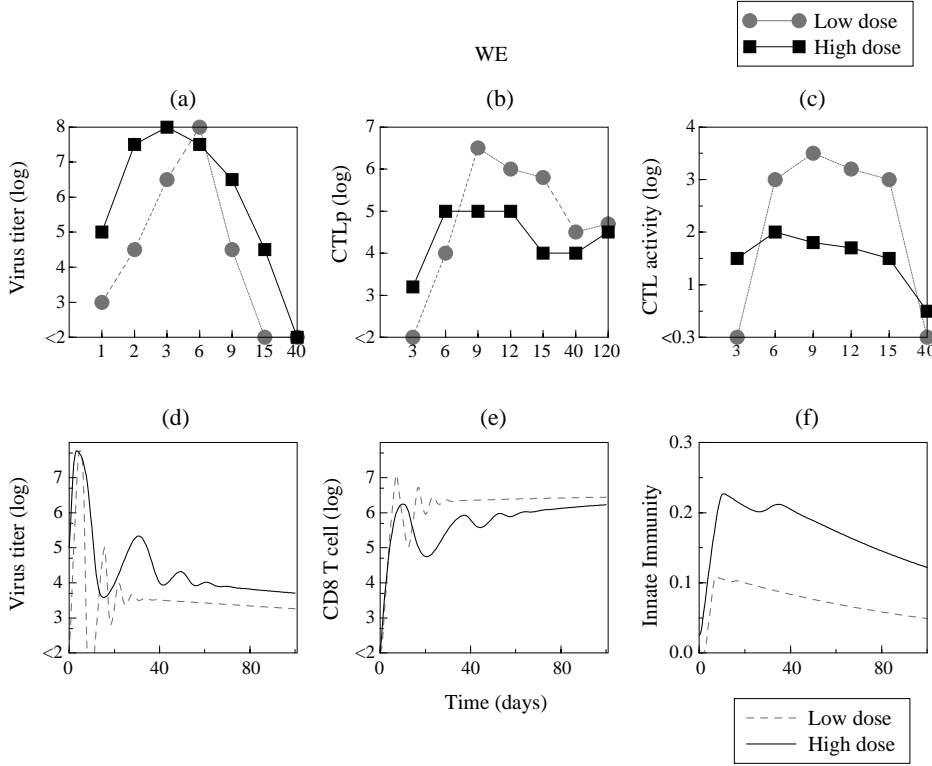 Low dose
High dose
WE
(a) (b) (c)
Virus titer (log)
8
7
6
5
4
3
<2
1 2 3 6 9 15 40
CTLp (log)
7
6
5
4
3
<2
3 6 9 12 15 40 120
CTL activity (log)
4
3
2
1
<0.3
3 6 9 12 15 40
(d) (e) (f)
Virus titer (log)
7
6
5
4
3
<2
0 40 80
CD8 T cell (log)
7
6
5
4
3
<2
0 40 80
Innate Immunity
0.3
0.2
0.1
0.0
0 40 80
Time (days)
Low dose
High dose